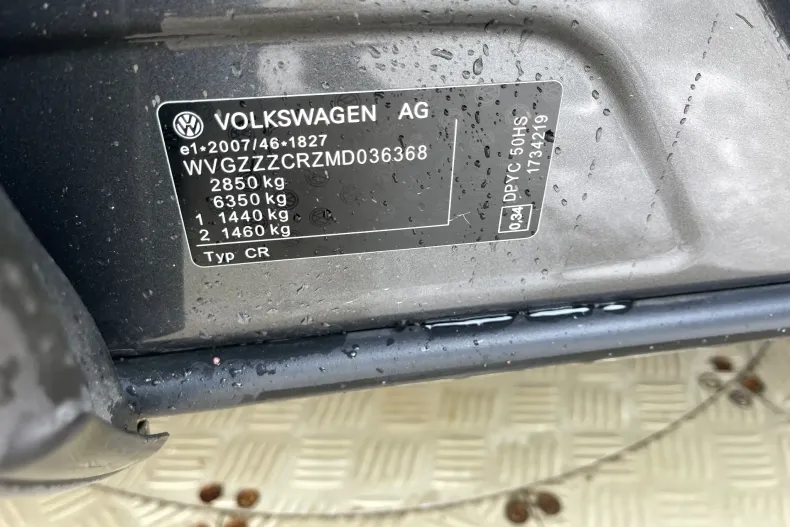 VOLKSWAGEN AG
e1*2007/46*1827
WVGZZZCRZMD036368
2850 kg
6350 kg
1 1440 kg
2 1460 kg
Typ CR
0,34
DPYC 50HS
1734219